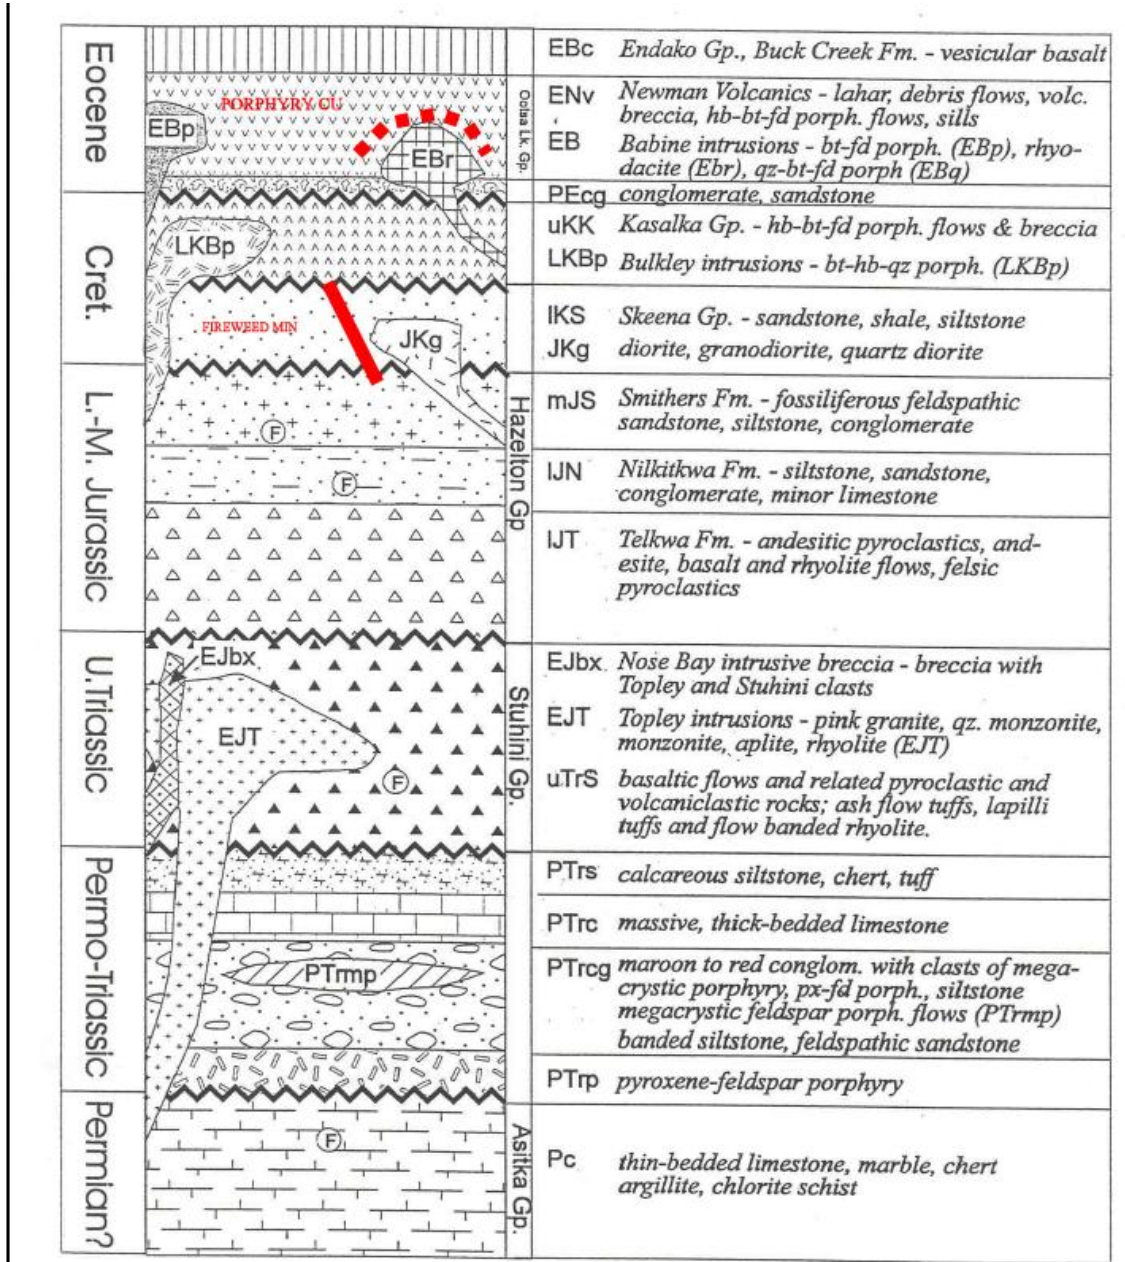 Eocene
Cret.
L.-M. Jurassic
U.Triassic
Permo-Triassic
Permian?
PORPHYRY CU
EBp
EBr
LKBp
FIREWEED MIN
JKg
F
F
EJbx
EJT
F
PTrmp
F
Ootsa Lk. Gp.
Hazelton Gp
Stuhini Gp.
Asitka Gp.
EBc Endako Gp., Buck Creek Fm. - vesicular basalt
ENv Newman Volcanics - lahar, debris flows, volc.
breccia, hb-bt-fd porph. flows, sills
EB Babine intrusions - bt-fd porph. (EBp), rhyo-
dacite (Ebr), qz-bt-fd porph (EBq)
PEcg conglomerate, sandstone
uKK Kasalka Gp. - hb-bt-fd porph. flows & breccia
LKBp Bulkley intrusions - bt-hb-qz porph. (LKBp)
lKS Skeena Gp. - sandstone, shale, siltstone
JKg diorite, granodiorite, quartz diorite
mJS Smithers Fm. - fossiliferous feldspathic
sandstone, siltstone, conglomerate
lJN Nilkitkwa Fm. - siltstone, sandstone,
conglomerate, minor limestone
lJT Telkwa Fm. - andesitic pyroclastics, and-
esite, basalt and rhyolite flows, felsic
pyroclastics
EJbx Nose Bay intrusive breccia - breccia with
Topley and Stuhini clasts
EJT Topley intrusions - pink granite, qz. monzonite,
monzonite, aplite, rhyolite (EJT)
uTrS basaltic flows and related pyroclastic and
volcaniclastic rocks; ash flow tuffs, lapilli
tuffs and flow banded rhyolite.
PTrs calcareous siltstone, chert, tuff
PTrc massive, thick-bedded limestone
PTrcg maroon to red conglom. with clasts of mega-
crystic porphyry, px-fd porph., siltstone
megacrystic feldspar porph. flows (PTrmp)
banded siltstone, feldspathic sandstone
PTrp pyroxene-feldspar porphyry
Pc thin-bedded limestone, marble, chert
argillite, chlorite schist